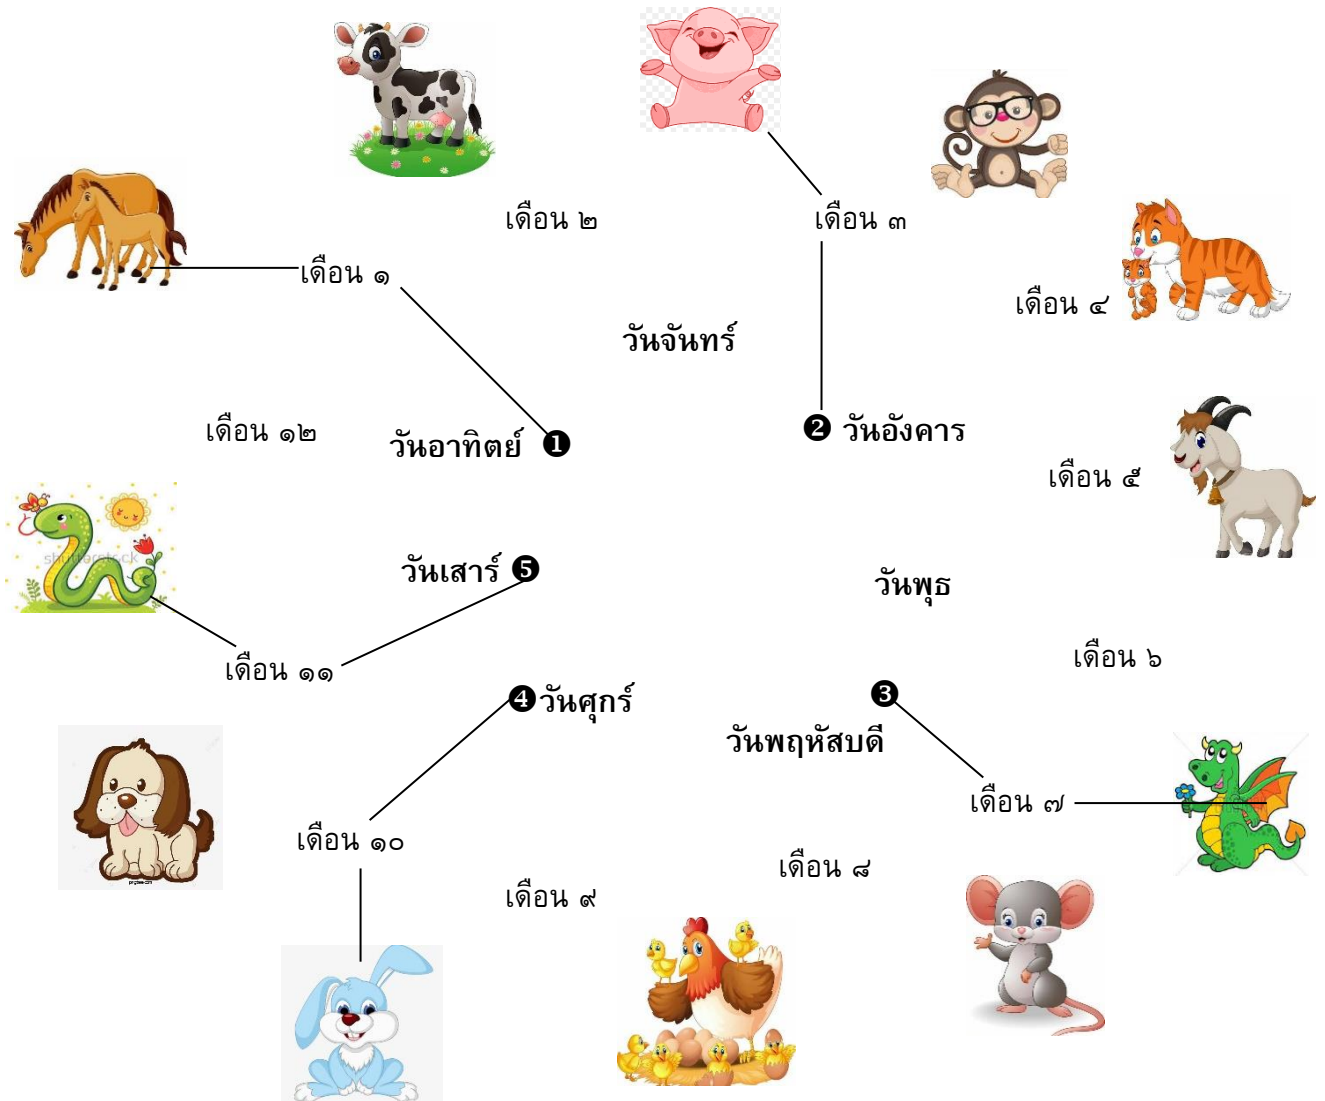 เดือน ๒
เดือน ๓
เดือน ๑
เดือน ๔
วันจันทร์
เดือน ๑๒
วันอาทิตย์ ❶
❷ วันอังคาร
เดือน ๕
shutterstock
วันเสาร์ ❺
วันพุธ
เดือน ๑๑
เดือน ๖
❹วันศุกร์
❸
วันพฤหัสบดี
เดือน ๗
เดือน ๑๐
เดือน ๘
pngtree.com
เดือน ๙